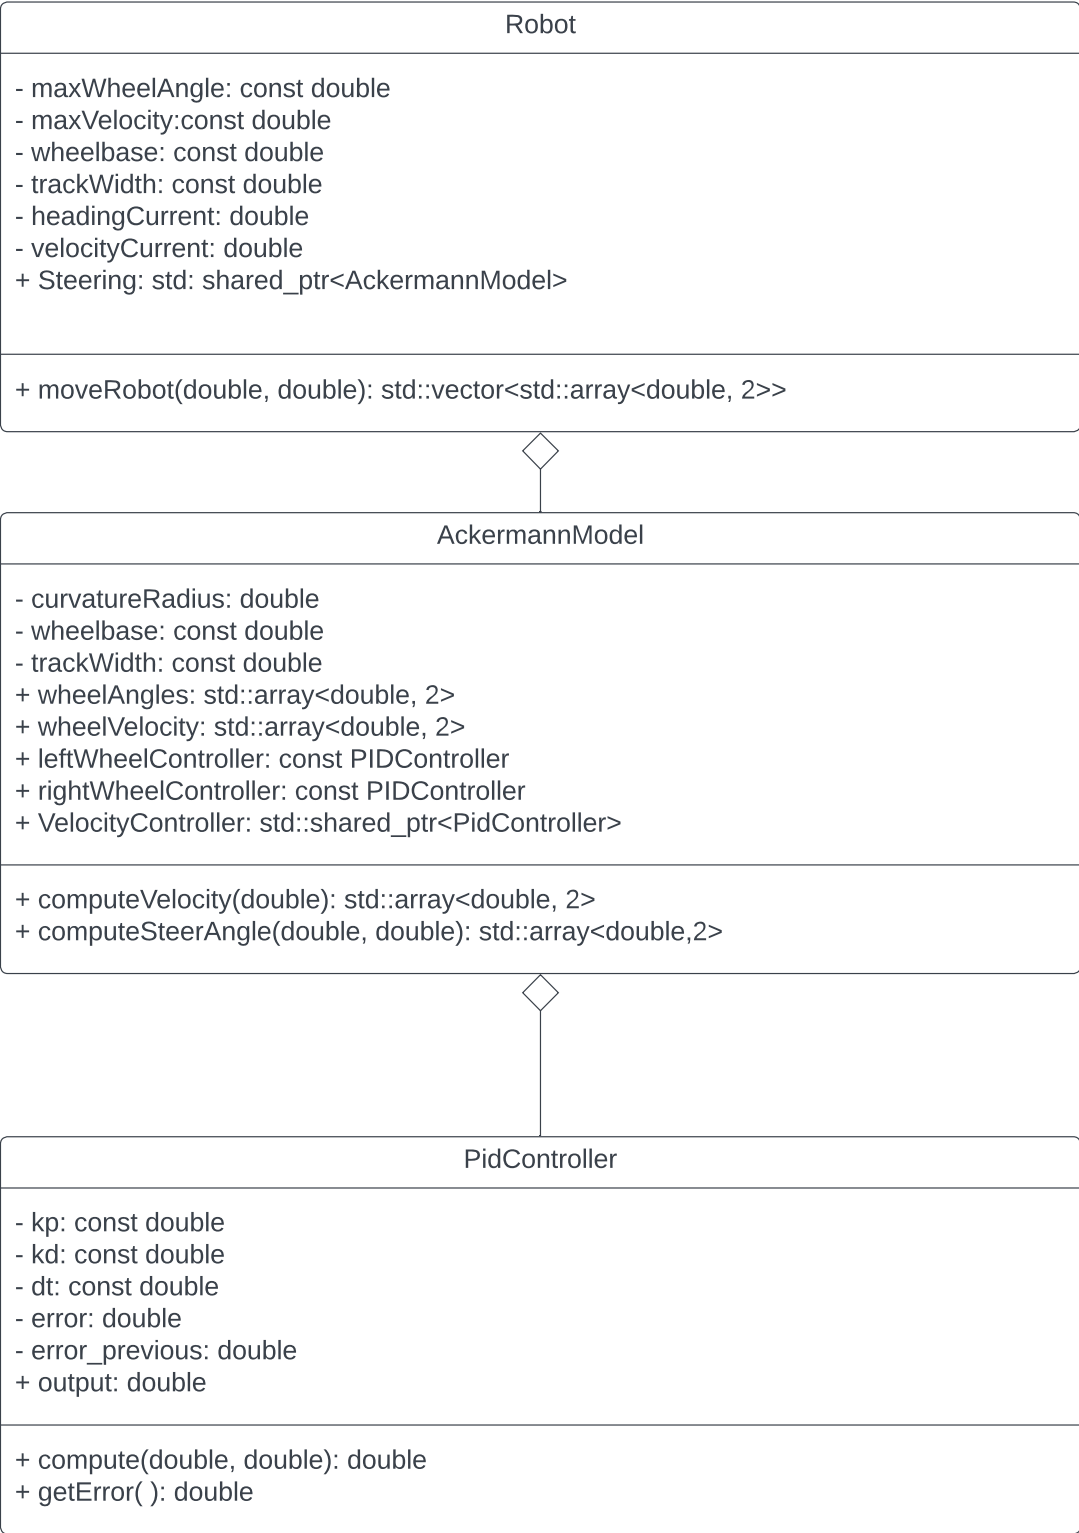 Robot
- maxWheelAngle: const double
- maxVelocity:const double
- wheelbase: const double
- trackWidth: const double
- headingCurrent: double
- velocityCurrent: double
+ Steering: std: shared_ptr<AckermannModel>
+ moveRobot(double, double): std::vector<std::array<double, 2>>
AckermannModel
- curvatureRadius: double
- wheelbase: const double
- trackWidth: const double
+ wheelAngles: std::array<double, 2>
+ wheelVelocity: std::array<double, 2>
+ leftWheelController: const PIDController
+ rightWheelController: const PIDController
+ VelocityController: std::shared_ptr<PidController>
+ computeVelocity(double): std::array<double, 2>
+ computeSteerAngle(double, double): std::array<double,2>
PidController
- kp: const double
- kd: const double
- dt: const double
- error: double
- error_previous: double
+ output: double
+ compute(double, double): double
+ getError( ): double